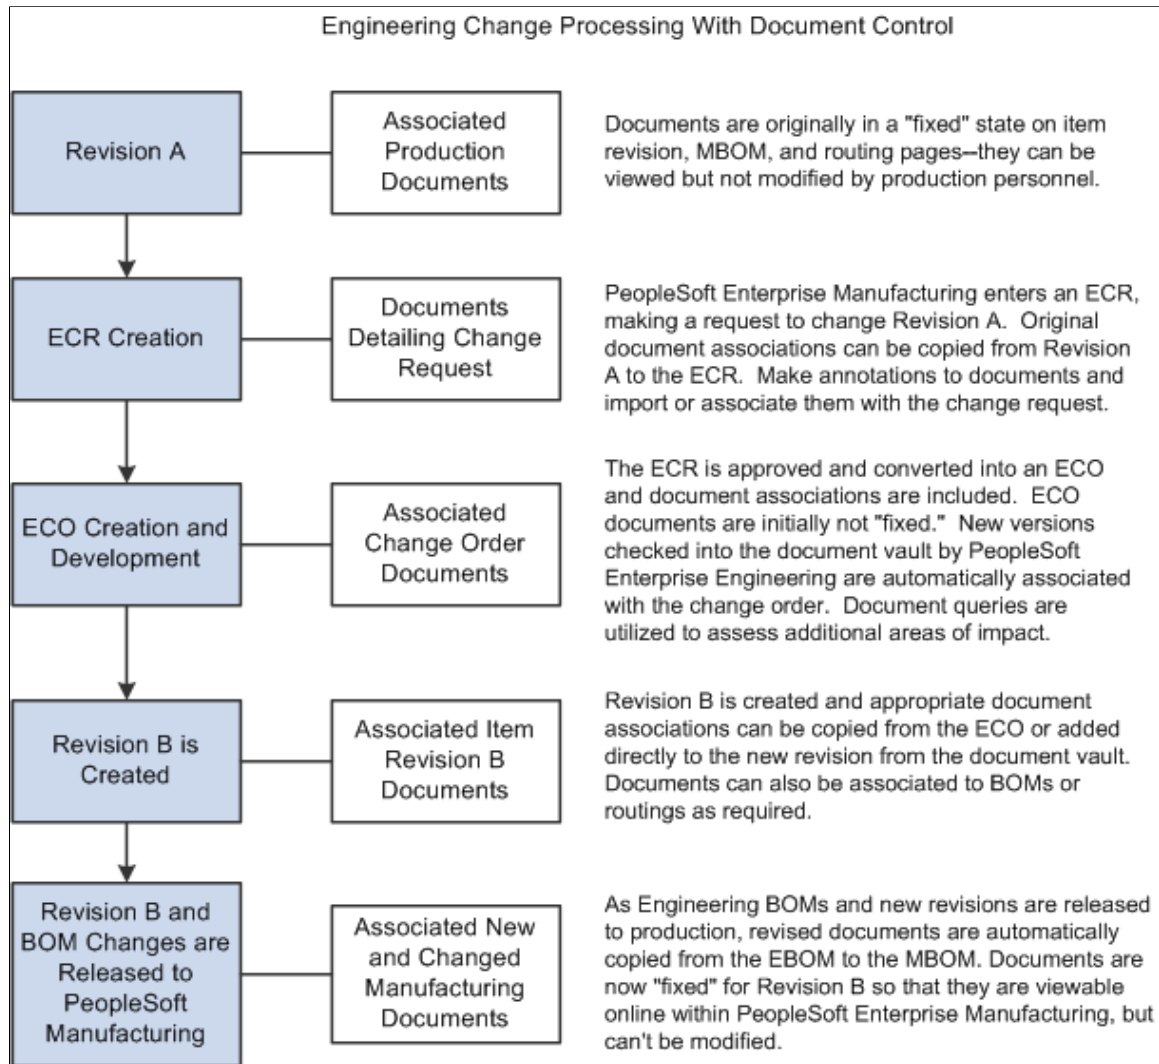 Engineering Change Processing With Document Control
Revision A
Associated
Production
Documents
Documents are originally in a "fixed" state on item
revision, MBOM, and routing pages--they can be
viewed but not modified by production personnel.
ECR Creation
Documents
Detailing Change
Request
PeopleSoft Enterprise Manufacturing enters an ECR,
making a request to change Revision A.  Original
document associations can be copied from Revision
A to the ECR.  Make annotations to documents and
import or associate them with the change request.
ECO Creation and
Development
Associated
Change Order
Documents
The ECR is approved and converted into an ECO
and document associations are included.  ECO
documents are initially not "fixed."  New versions
checked into the document vault by PeopleSoft
Enterprise Engineering are automatically associated
with the change order.  Document queries are
utilized to assess additional areas of impact.
Revision B is
Created
Associated Item
Revision B
Documents
Revision B is created and appropriate document
associations can be copied from the ECO or added
directly to the new revision from the document vault.
Documents can also be associated to BOMs or
routings as required.
Revision B and
BOM Changes are
Released to
PeopleSoft
Manufacturing
Associated New
and Changed
Manufacturing
Documents
As Engineering BOMs and new revisions are released
to production, revised documents are automatically
copied from the EBOM to the MBOM. Documents are
now "fixed" for Revision B so that they are viewable
online within PeopleSoft Enterprise Manufacturing, but
can't be modified.